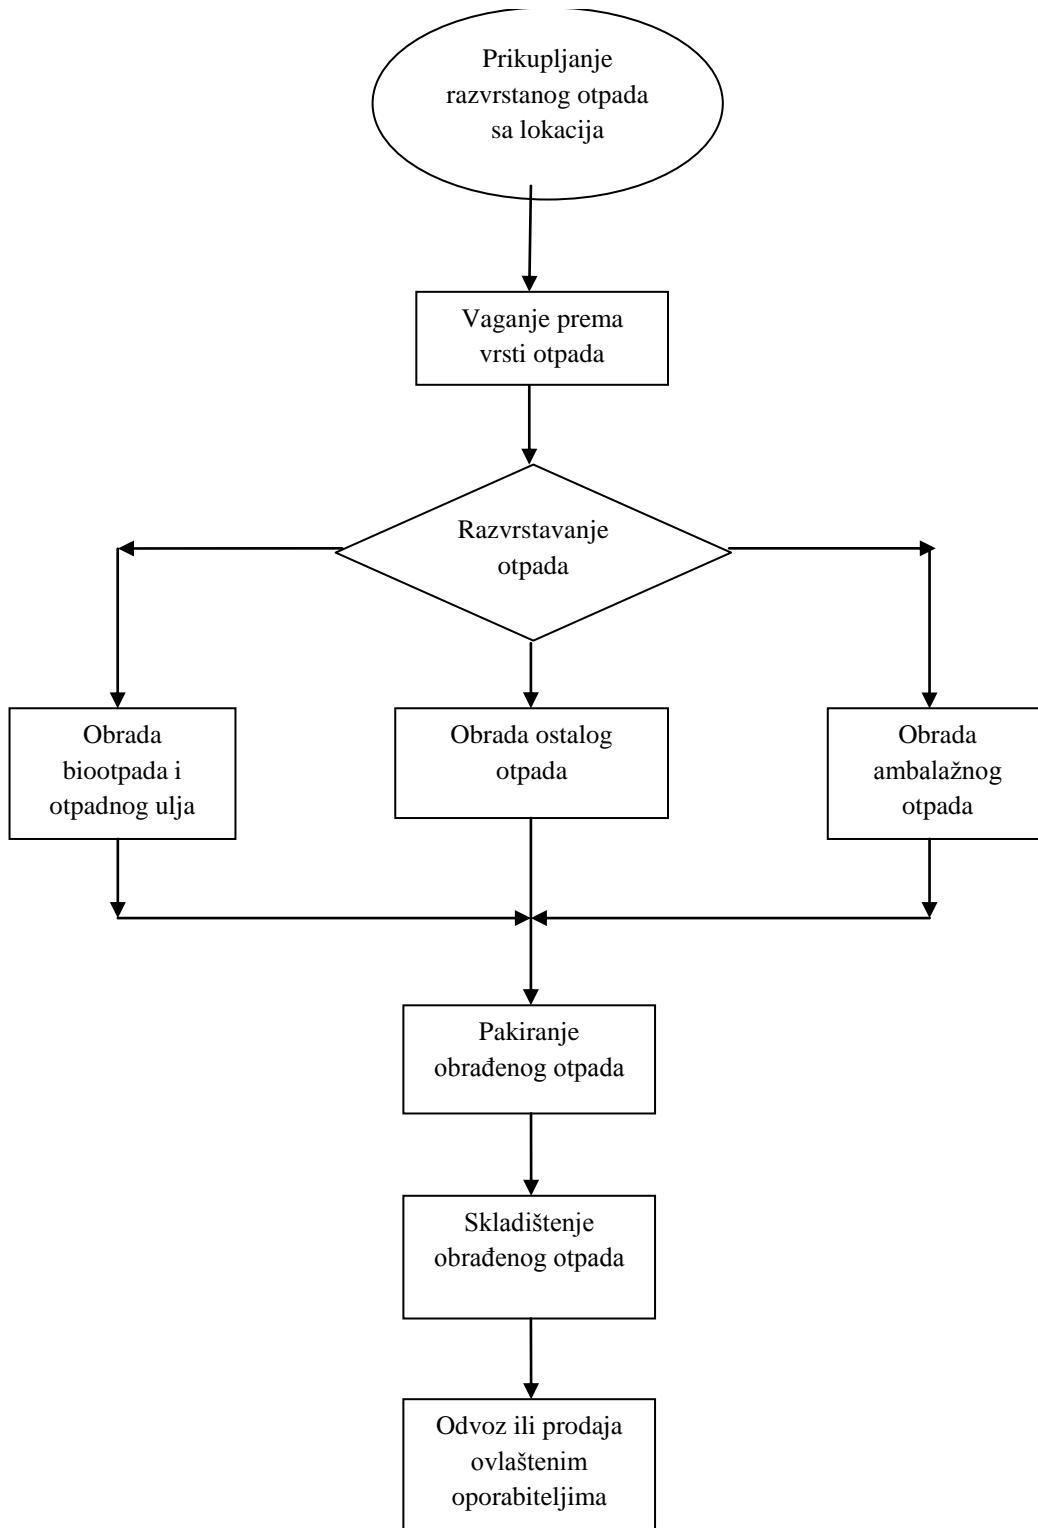 Prikupljanje
razvrstanog otpada
sa lokacija
Vaganje prema
vrsti otpada
Razvrstavanje
otpada
Obrada
biootpada i
otpadnog ulja
Obrada ostalog
otpada
Obrada
ambalažnog
otpada
Pakiranje
obrađenog otpada
Skladištenje
obrađenog otpada
Odvoz ili prodaja
ovlaštenim
oporabiteljima